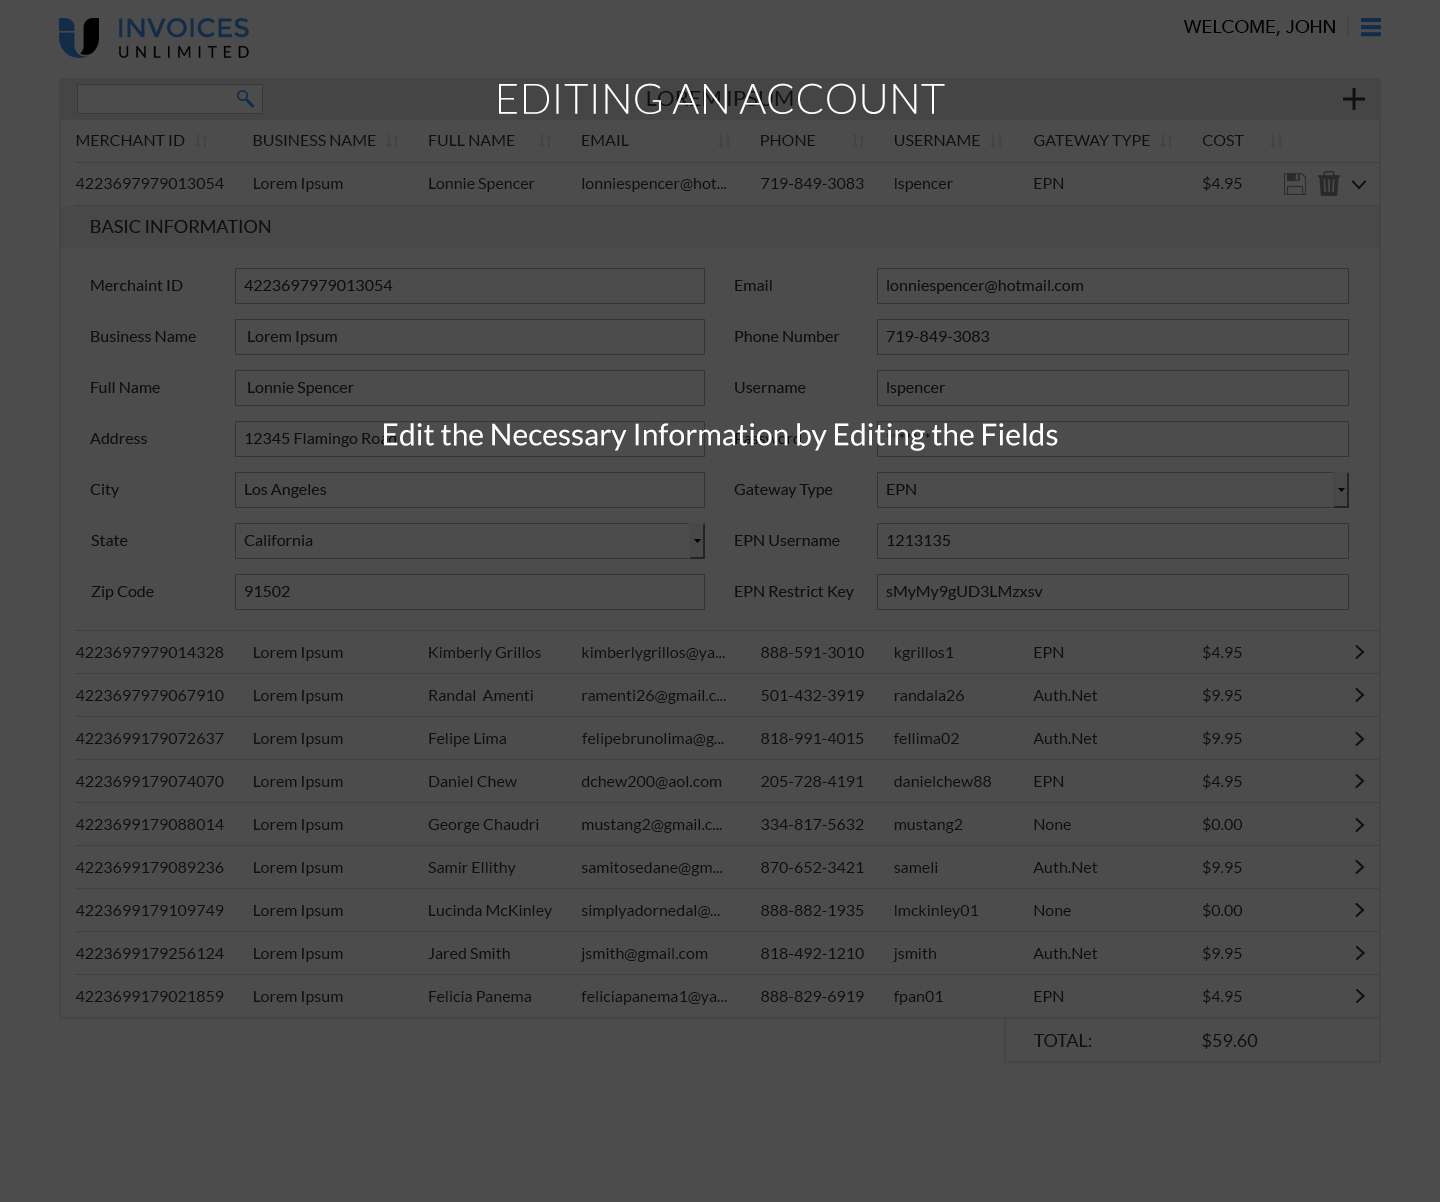 INVOICES
UNLIMITED
WELCOME, JOHN
EDITING AN ACCOUNT
LOREM IPSUM
MERCHANT ID BUSINESS NAME FULL NAME EMAIL PHONE USERNAME GATEWAY TYPE COST
4223697979013054 Lorem Ipsum Lonnie Spencer lonniespencer@hot... 719-849-3083 lspencer EPN $4.95
BASIC INFORMATION
Merchaint ID 4223697979013054 Email lonniespencer@hotmail.com
Business Name Lorem Ipsum Phone Number 719-849-3083
Full Name Lonnie Spencer Username lspencer
Address 12345 Flamingo Road Password
Edit the Necessary Information by Editing the Fields
City Los Angeles Gateway Type EPN
State California EPN Username 1213135
Zip Code 91502 EPN Restrict Key sMyMy9gUD3LMzxsv
4223697979014328 Lorem Ipsum Kimberly Grillos kimberlygrillos@ya... 888-591-3010 kgrillos1 EPN $4.95
4223697979067910 Lorem Ipsum Randal Amenti ramenti26@gmail.c... 501-432-3919 randala26 Auth.Net $9.95
4223699179072637 Lorem Ipsum Felipe Lima felipebrunolima@g... 818-991-4015 fellima02 Auth.Net $9.95
4223699179074070 Lorem Ipsum Daniel Chew dchew200@aol.com 205-728-4191 danielchew88 EPN $4.95
4223699179088014 Lorem Ipsum George Chaudri mustang2@gmail.c... 334-817-5632 mustang2 None $0.00
4223699179089236 Lorem Ipsum Samir Ellithy samitosedane@gm... 870-652-3421 sameli Auth.Net $9.95
4223699179109749 Lorem Ipsum Lucinda McKinley simplyadornedal@... 888-882-1935 lmckinley01 None $0.00
4223699179256124 Lorem Ipsum Jared Smith jsmith@gmail.com 818-492-1210 jsmith Auth.Net $9.95
4223699179021859 Lorem Ipsum Felicia Panema feliciapanema1@ya... 888-829-6919 fpan01 EPN $4.95
TOTAL: $59.60